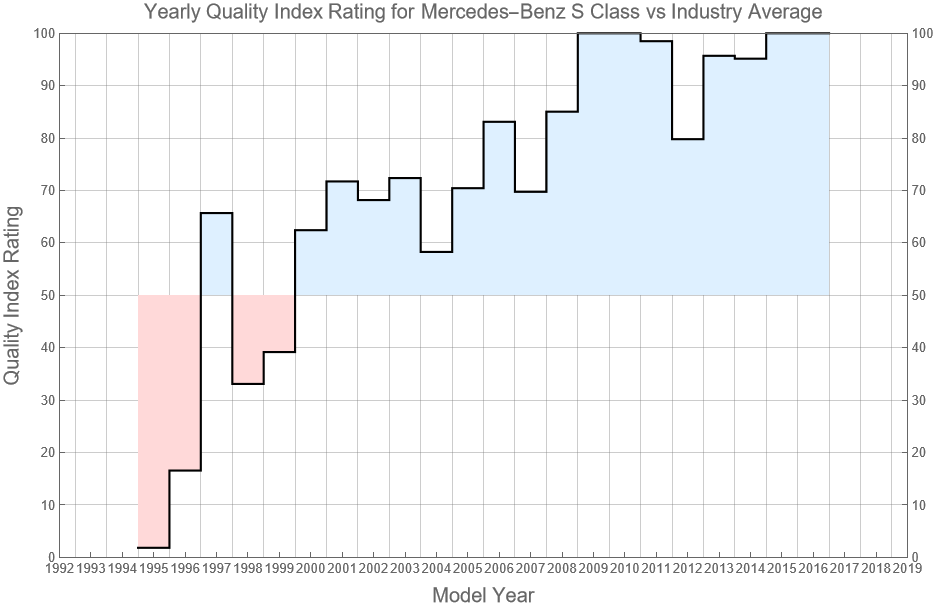 Yearly Quality Index Rating for Mercedes–Benz S Class vs Industry Average
100 100
90 90
80 80
70 70
60 60
50 50
40 40
30 30
20 20
10 10
0 0
Quality Index Rating
1992 1993 1994 1995 1996 1997 1998 1999 2000 2001 2002 2003 2004 2005 2006 2007 2008 2009 2010 2011 2012 2013 2014 2015 2016 2017 2018 2019
Model Year